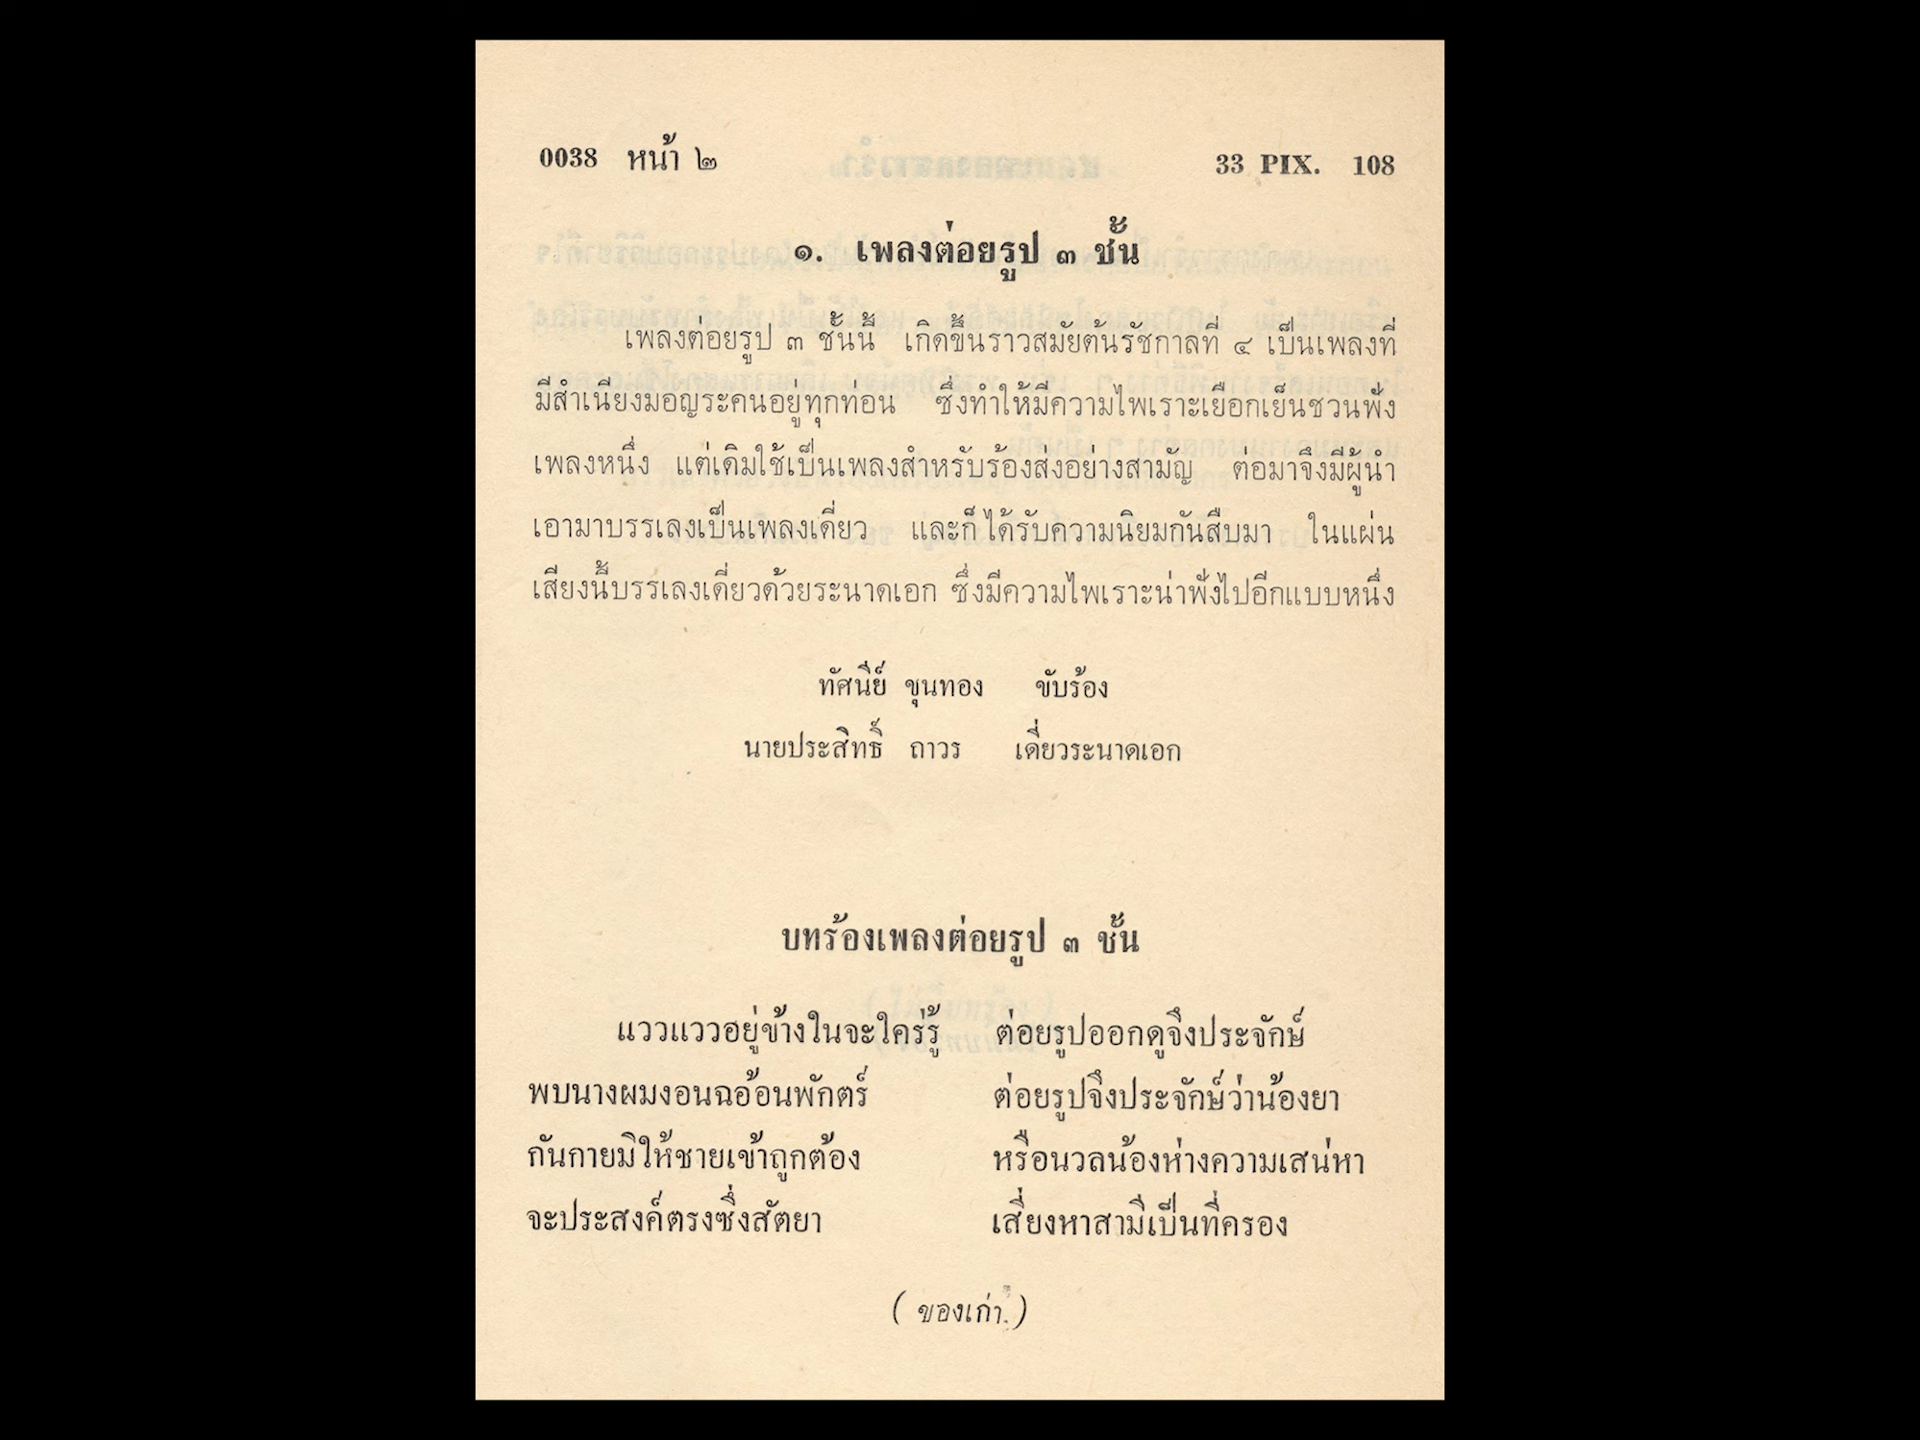 0038 หน้า ๒ 33 PIX. 108
๑. เพลงต่อยรูป ๓ ชั้น
เพลงต่อยรูป ๓ ชั้นนี้ เกิดขึ้นราวสมัยต้นรัชกาลที่ ๔ เป็นเพลงที่
มีสำเนียงมอญระคนอยู่ทุกท่อน ซึ่งทำให้มีความไพเราะเยือกเย็นชวนฟัง
เพลงหนึ่ง แต่เดิมใช้เป็นเพลงสำหรับร้องส่งอย่างสามัญ ต่อมาจึงมีผู้นำ
เอามาบรรเลงเป็นเพลงเดี่ยว และก็ได้รับความนิยมกันสืบมา ในแผ่น
เสียงนี้บรรเลงเดี่ยวด้วยระนาดเอก ซึ่งมีความไพเราะน่าฟังไปอีกแบบหนึ่ง
ทัศนีย์ ขุนทอง ขับร้อง
นายประสิทธิ์ ถาวร เดี่ยวระนาดเอก
บทร้องเพลงต่อยรูป ๓ ชั้น
แววแววอยู่ข้างในจะใคร่รู้ ต่อยรูปออกดูจึงประจักษ์
พบนางผมงอนฉอ้อนพักตร์ ต่อยรูปจึงประจักษ์ว่าน้องยา
กันกายมิให้ชายเข้าถูกต้อง หรือนวลน้องห่างความเสน่หา
จะประสงค์ตรงซึ่งสัตยา เสี่ยงหาสามีเป็นที่ครอง
( ของเก่า )